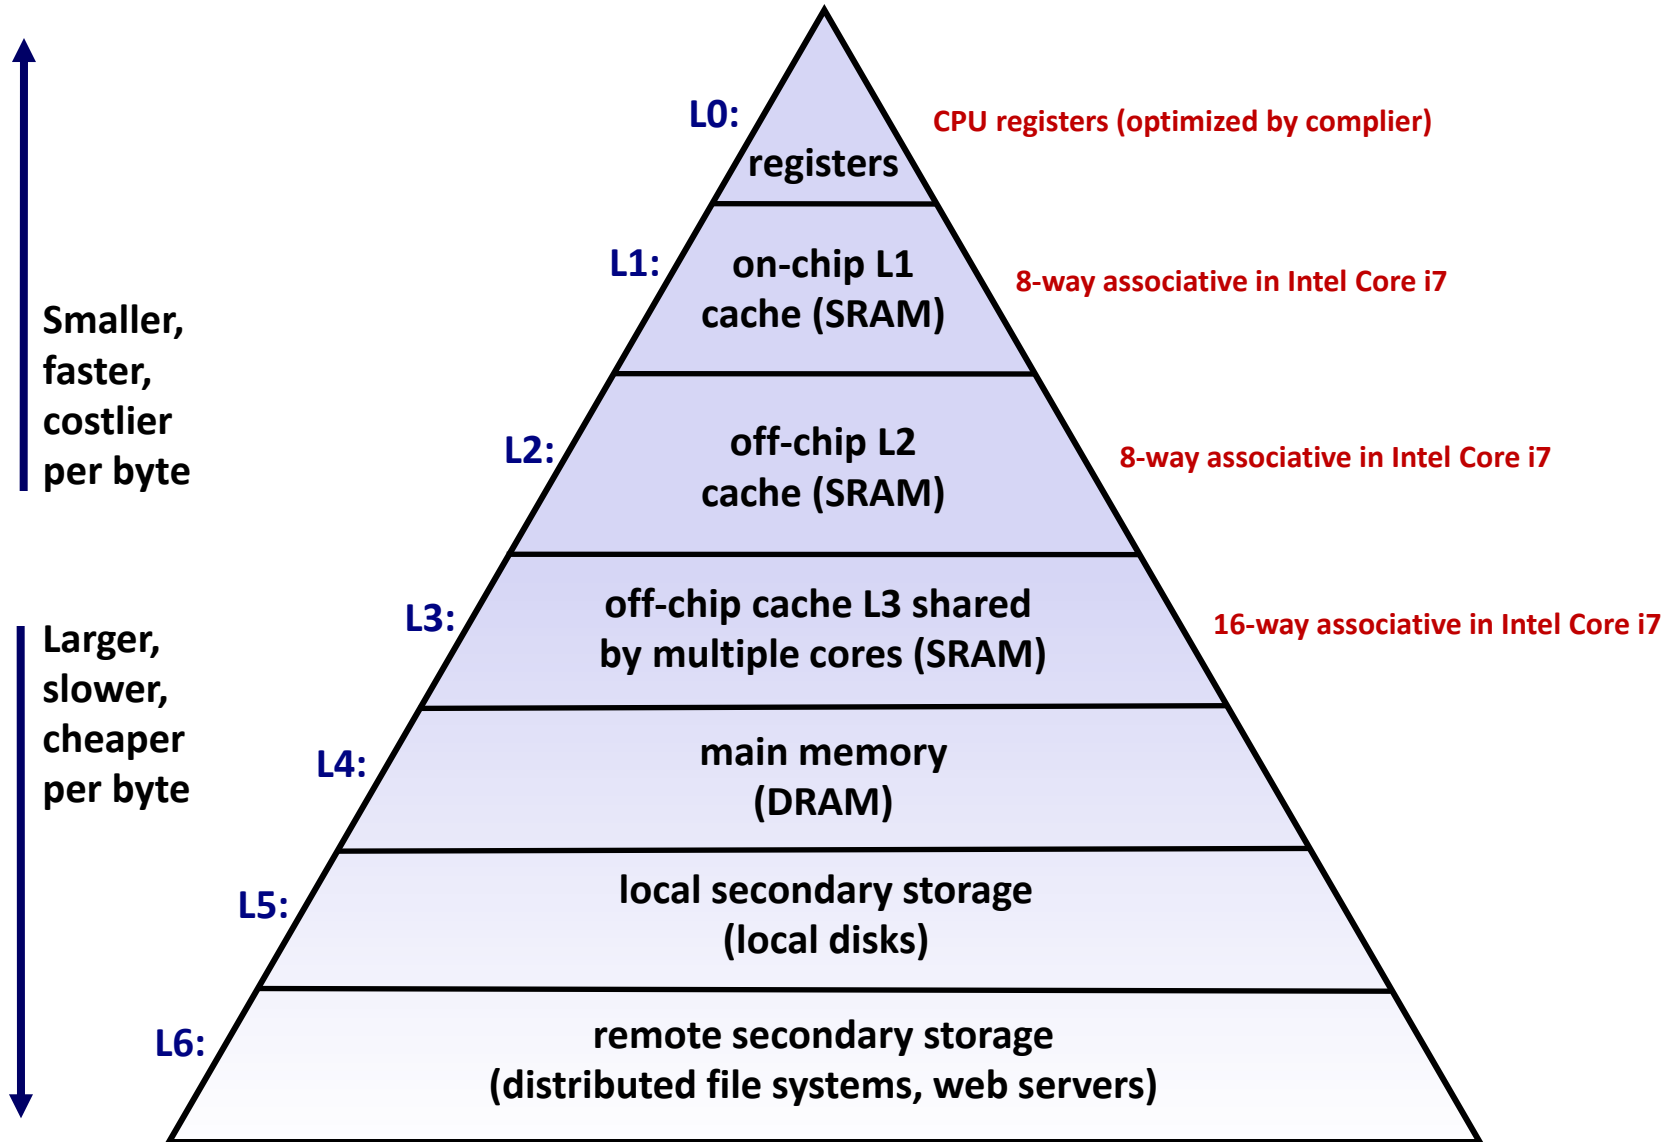 L0:
registers
CPU registers (optimized by complier)
L1:
on-chip L1
cache (SRAM)
8-way associative in Intel Core i7
Smaller,
faster,
costlier
per byte
L2:
off-chip L2
cache (SRAM)
8-way associative in Intel Core i7
L3:
off-chip cache L3 shared
by multiple cores (SRAM)
16-way associative in Intel Core i7
Larger,
slower,
cheaper
per byte
L4:
main memory
(DRAM)
L5:
local secondary storage
(local disks)
L6:
remote secondary storage
(distributed file systems, web servers)